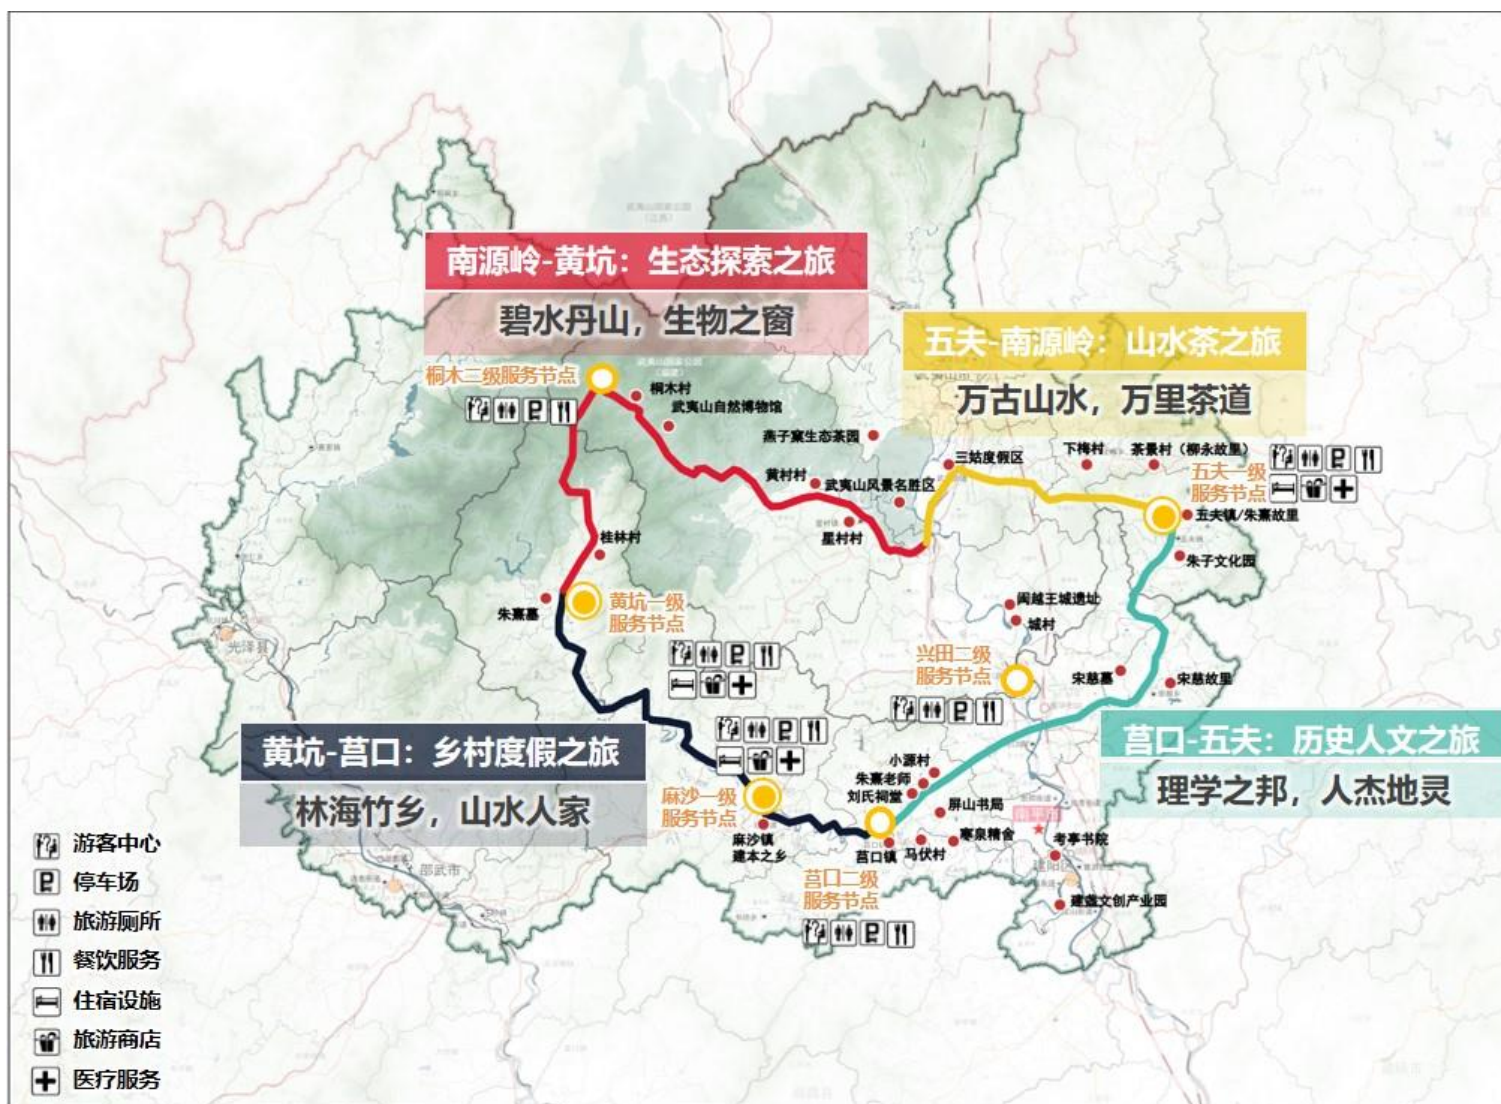 南源岭-黄坑：生态探索之旅
碧水丹山，生物之窗
五夫-南源岭：山水茶之旅
万古山水，万里茶道
桐木二级服务节点
桐木村
武夷山自然博物馆
燕子窠生态茶园
三姑度假区
下梅村
茶景村（柳永故里）
五夫一级
服务节点
黄村村
武夷山风景名胜区
星村村
五夫镇/朱熹故里
朱子文化园
桂林村
朱熹墓
黄坑一级
服务节点
闽越王城遗址
城村
兴田二级
服务节点
宋慈墓
宋慈故里
光泽县
黄坑-莒口：乡村度假之旅
林海竹乡，山水人家
莒口-五夫：历史人文之旅
理学之邦，人杰地灵
小源村
朱熹老师
刘氏祠堂
麻沙一级
服务节点
屏山书局
麻沙镇
建本之乡
莒口镇
马伏村
寒泉精舍
考亭书院
莒口二级
服务节点
建盏文创产业园
邵武市
游客中心
停车场
旅游厕所
餐饮服务
住宿设施
旅游商店
医疗服务